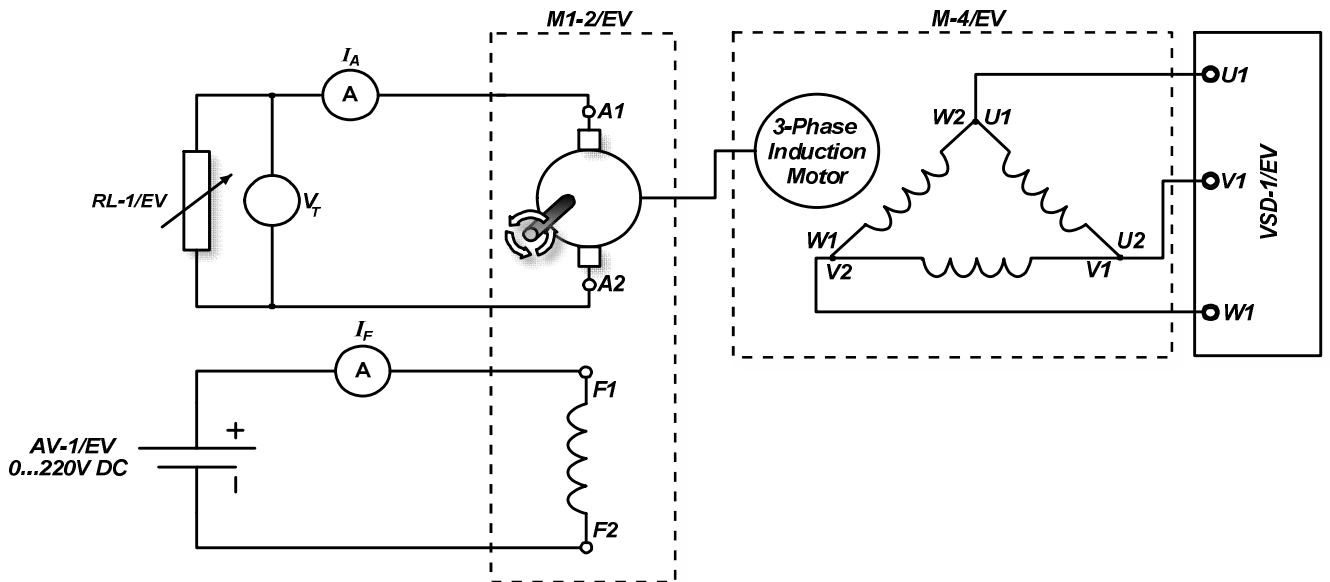 M1-2/EV
M-4/EV
I_A
A
A1
RL-1/EV
V_T
A2
3-Phase
Induction
Motor
W2 U1
W1
V2
U2
V1
U1
V1
W1
VSD-1/EV
I_F
A
F1
AV-1/EV
0...220V DC
+
–
F2